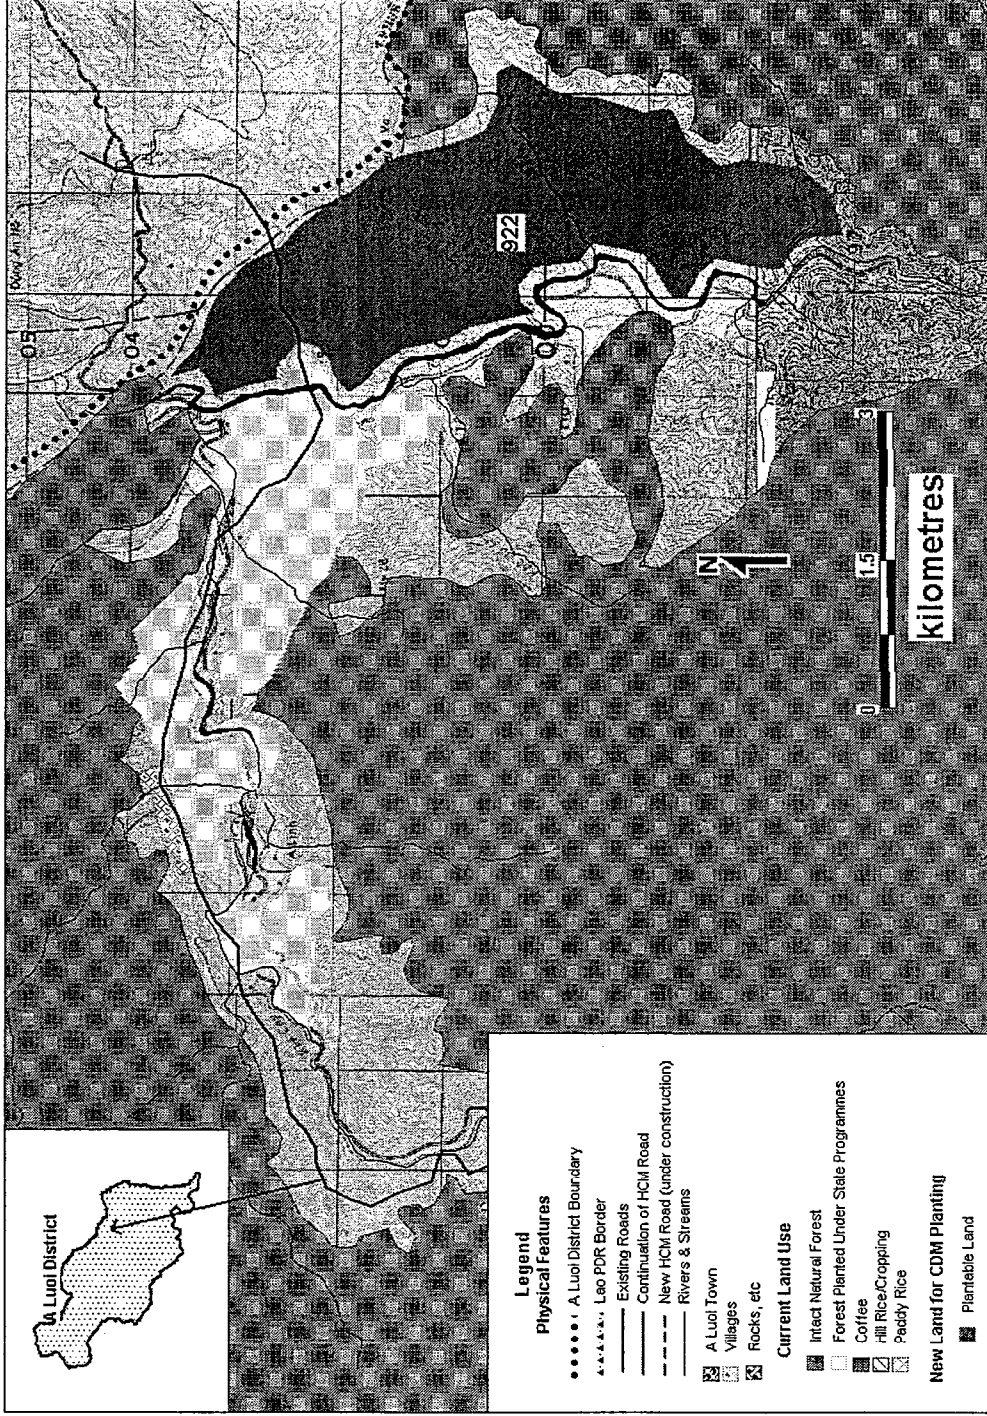 A Luoi District
05
04
922
N
0
1.5
3
kilometres
Legend
Physical Features
A Luoi District Boundary
Lao PDR Border
Existing Roads
Continuation of HCM Road
New HCM Road (under construction)
Rivers & Streams
A Luoi Town
Villages
Rocks, etc
Current Land Use
Intact Natural Forest
Forest Planted Under State Programmes
Coffee
Hill Rice/Cropping
Paddy Rice
New Land for CDM Planting
Plantable Land